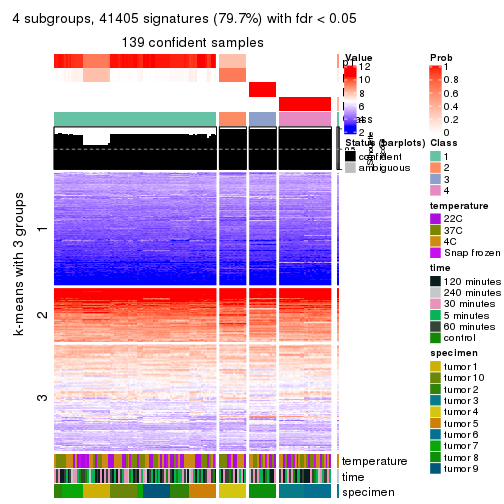 4 subgroups, 41405 signatures (79.7%) with fdr < 0.05
139 confident samples
k-means with 3 groups
1
2
3
temperature
time
specimen
Value
12
10
8
6
4
2
0
Status (barplots)
confident
ambiguous
Prob
1
0.8
0.6
0.4
0.2
0
Class
1
2
3
4
temperature
22C
37C
4C
Snap frozen
time
120 minutes
240 minutes
30 minutes
5 minutes
60 minutes
control
specimen
tumor 1
tumor 10
tumor 2
tumor 3
tumor 4
tumor 5
tumor 6
tumor 7
tumor 8
tumor 9